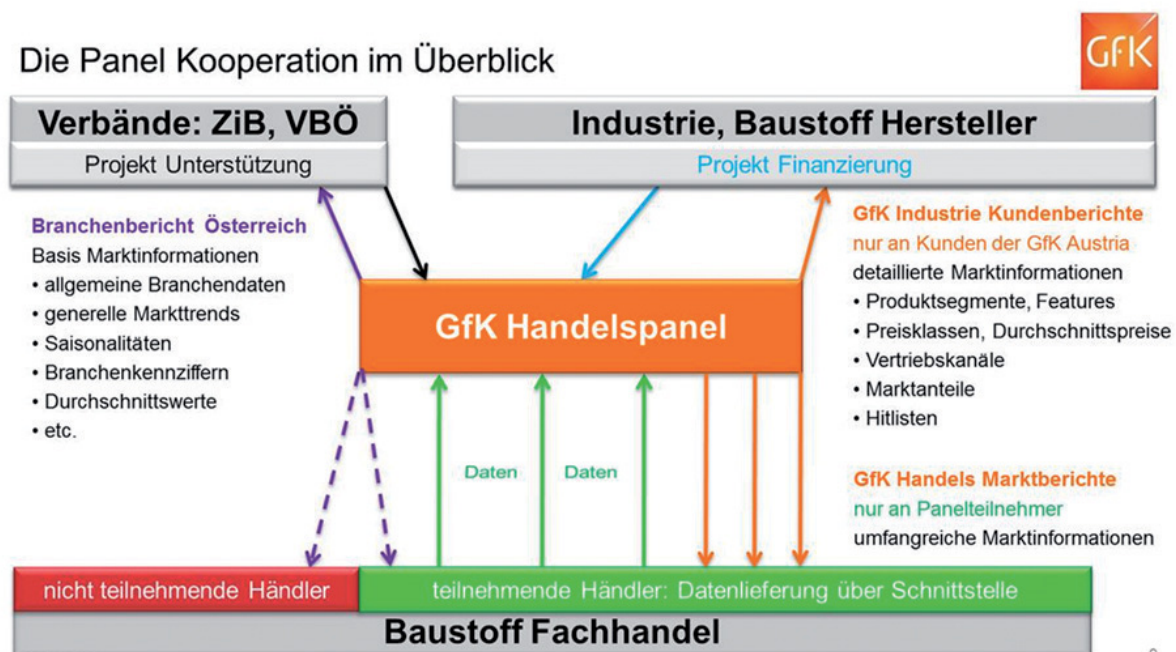 Die Panel Kooperation im Überblick
GfK
Verbände: ZiB, VBÖ
Projekt Unterstützung
Industrie, Baustoff Hersteller
Projekt Finanzierung
Branchenbericht Österreich
Basis Marktinformationen
• allgemeine Branchendaten
• generelle Markttrends
• Saisonalitäten
• Branchenkennziffern
• Durchschnittswerte
• etc.
GfK Handelspanel
GfK Industrie Kundenberichte
nur an Kunden der GfK Austria
detaillierte Marktinformationen
• Produktsegmente, Features
• Preisklassen, Durchschnittspreise
• Vertriebskanäle
• Marktanteile
• Hitlisten
Daten
Daten
GfK Handels Marktberichte
nur an Panelteilnehmer
umfangreiche Marktinformationen
nicht teilnehmende Händler
teilnehmende Händler: Datenlieferung über Schnittstelle
Baustoff Fachhandel